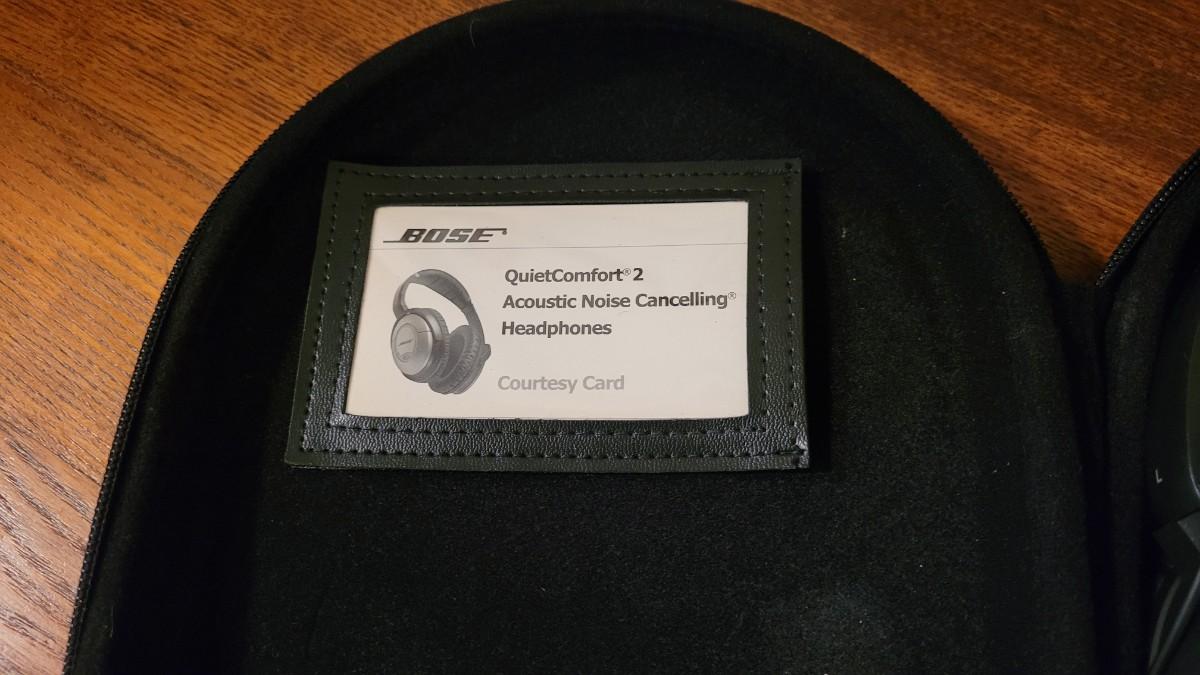 BOSE
QuietComfort® 2
Acoustic Noise Cancelling®
Headphones
Courtesy Card
L